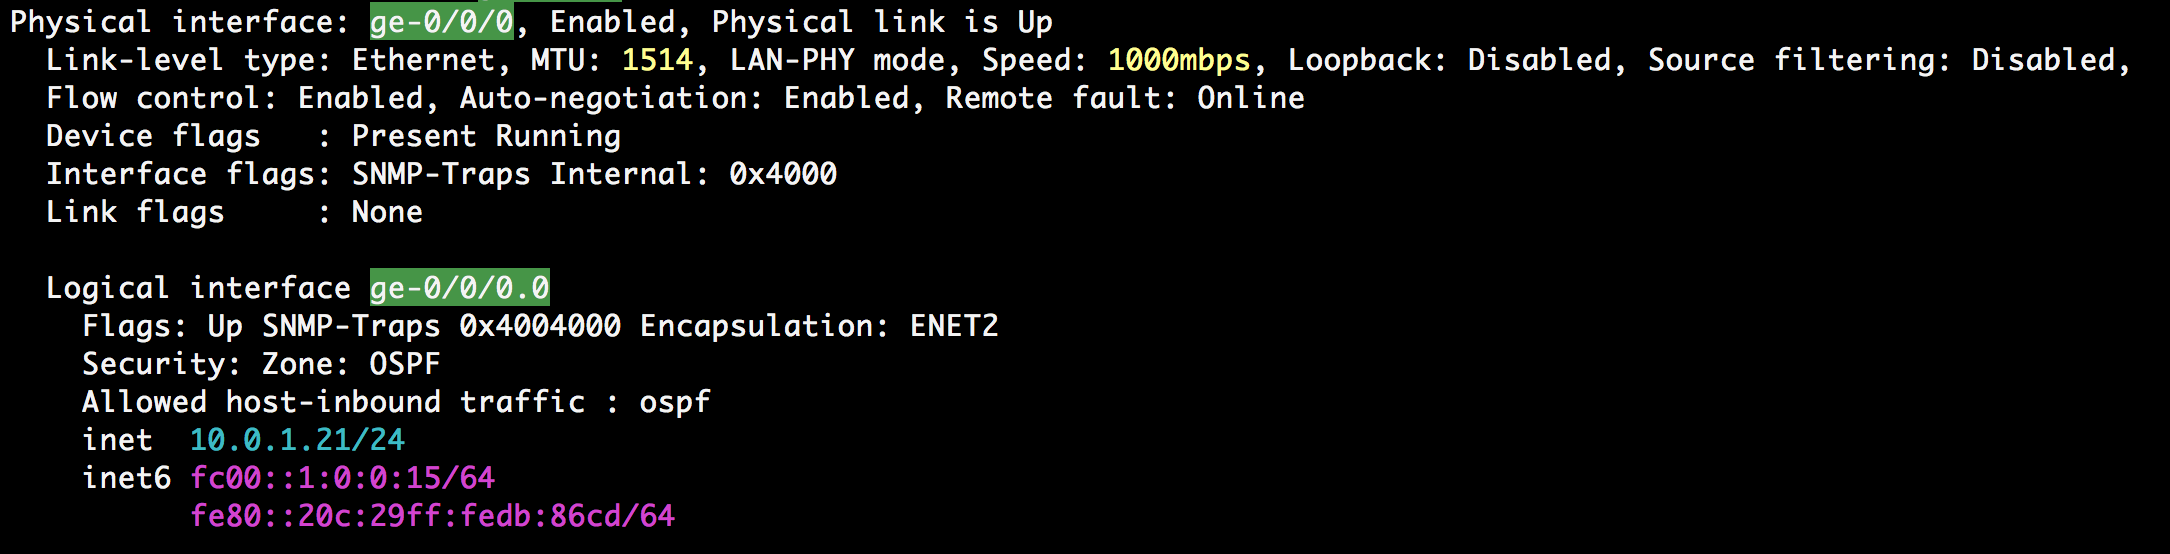 Physical interface: ge-0/0/0, Enabled, Physical link is Up
  Link-level type: Ethernet, MTU: 1514, LAN-PHY mode, Speed: 1000mbps, Loopback: Disabled, Source filtering: Disabled,
  Flow control: Enabled, Auto-negotiation: Enabled, Remote fault: Online
  Device flags   : Present Running
  Interface flags: SNMP-Traps Internal: 0x4000
  Link flags     : None

  Logical interface ge-0/0/0.0
    Flags: Up SNMP-Traps 0x4004000 Encapsulation: ENET2
    Security: Zone: OSPF
    Allowed host-inbound traffic : ospf
    inet  10.0.1.21/24
    inet6 fc00::1:0:0:15/64
          fe80::20c:29ff:fedb:86cd/64